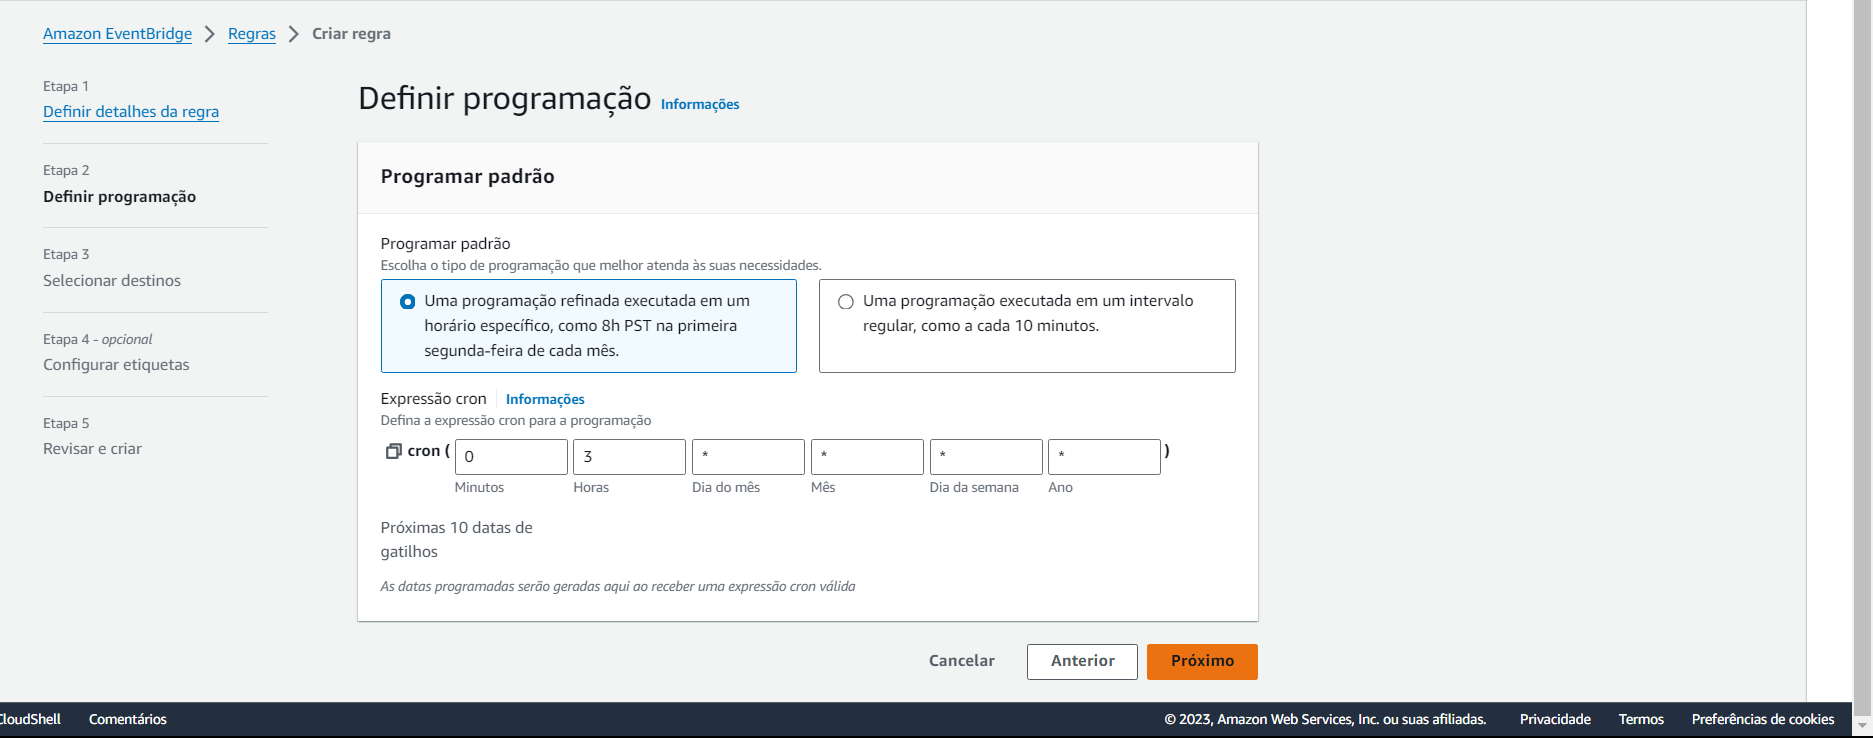 Amazon EventBridge > Regras > Criar regra
Etapa 1
Definir detalhes da regra
Etapa 2
Definir programação
Etapa 3
Selecionar destinos
Etapa 4 - opcional
Configurar etiquetas
Etapa 5
Revisar e criar
Definir programação Informações
Programar padrão
Programar padrão
Escolha o tipo de programação que melhor atenda às suas necessidades.
Uma programação refinada executada em um
horário específico, como 8h PST na primeira
segunda-feira de cada mês.
Uma programação executada em um intervalo
regular, como a cada 10 minutos.
Expressão cron Informações
Defina a expressão cron para a programação
cron ( 0 3 * * * * )
Minutos Horas Dia do mês Mês Dia da semana Ano
Próximas 10 datas de
gatilhos
As datas programadas serão geradas aqui ao receber uma expressão cron válida
Cancelar Anterior Próximo
CloudShell Comentários © 2023, Amazon Web Services, Inc. ou suas afiliadas. Privacidade Termos Preferências de cookies